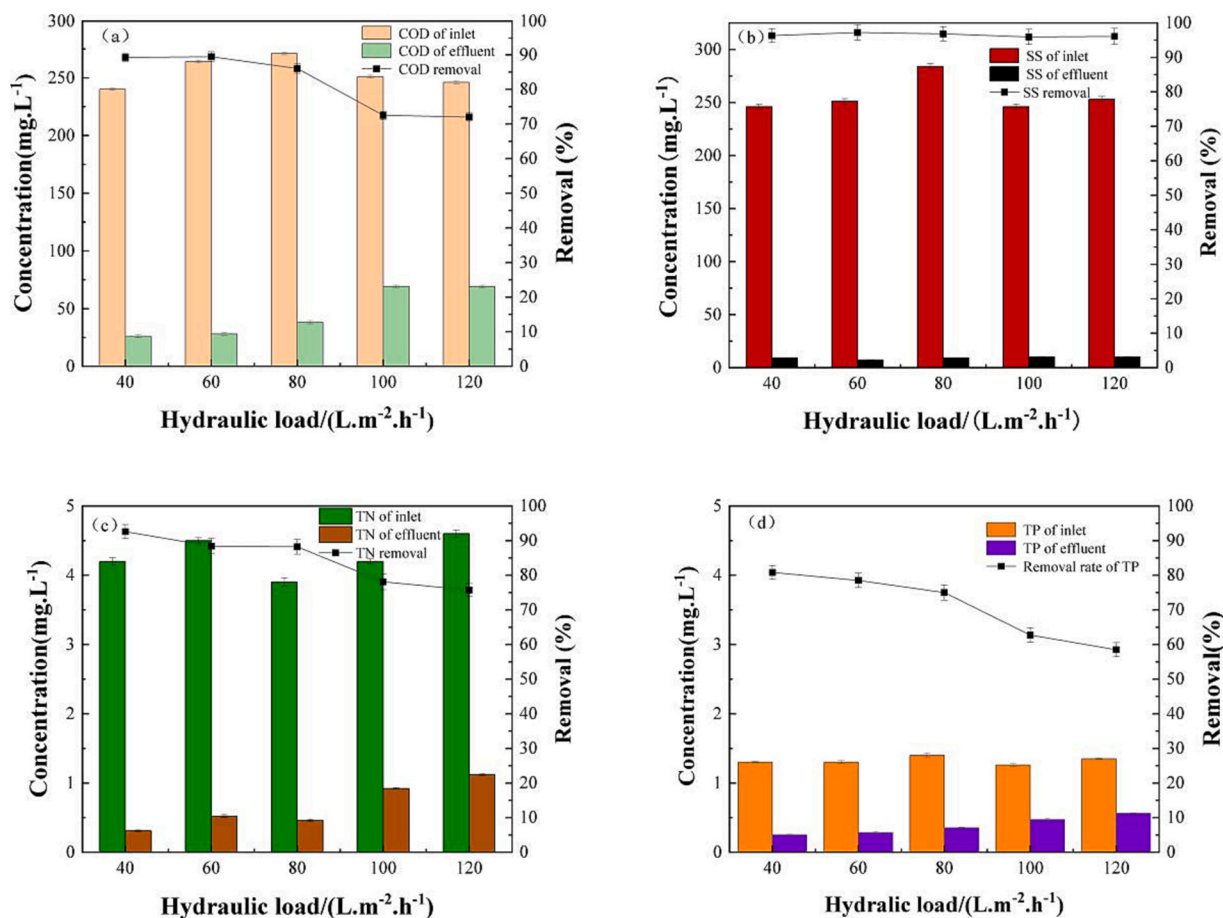 (a)
COD of inlet
COD of effluent
COD removal
Concentration(mg.L⁻¹)
300
250
200
150
100
50
0
100
90
80
70
60
50
40
30
20
10
0
Removal (%)
40 60 80 100 120
Hydraulic load/(L.m⁻².h⁻¹)
(b)
SS of inlet
SS of effluent
SS removal
Concentration (mg.L⁻¹)
300
250
200
150
100
50
0
100
90
80
70
60
50
40
30
20
10
0
Removal (%)
40 60 80 100 120
Hydraulic load/(L.m⁻².h⁻¹)
(c)
TN of inlet
TN of effluent
TN removal
Concentration(mg.L⁻¹)
5
4
3
2
1
0
100
90
80
70
60
50
40
30
20
10
0
Removal (%)
40 60 80 100 120
Hydraulic load/(L.m⁻².h⁻¹)
(d)
TP of inlet
TP of effluent
Removal rate of TP
Concentration(mg.L⁻¹)
5
4
3
2
1
0
100
90
80
70
60
50
40
30
20
10
0
Removal(%)
40 60 80 100 120
Hydraulic load/(L.m⁻².h⁻¹)